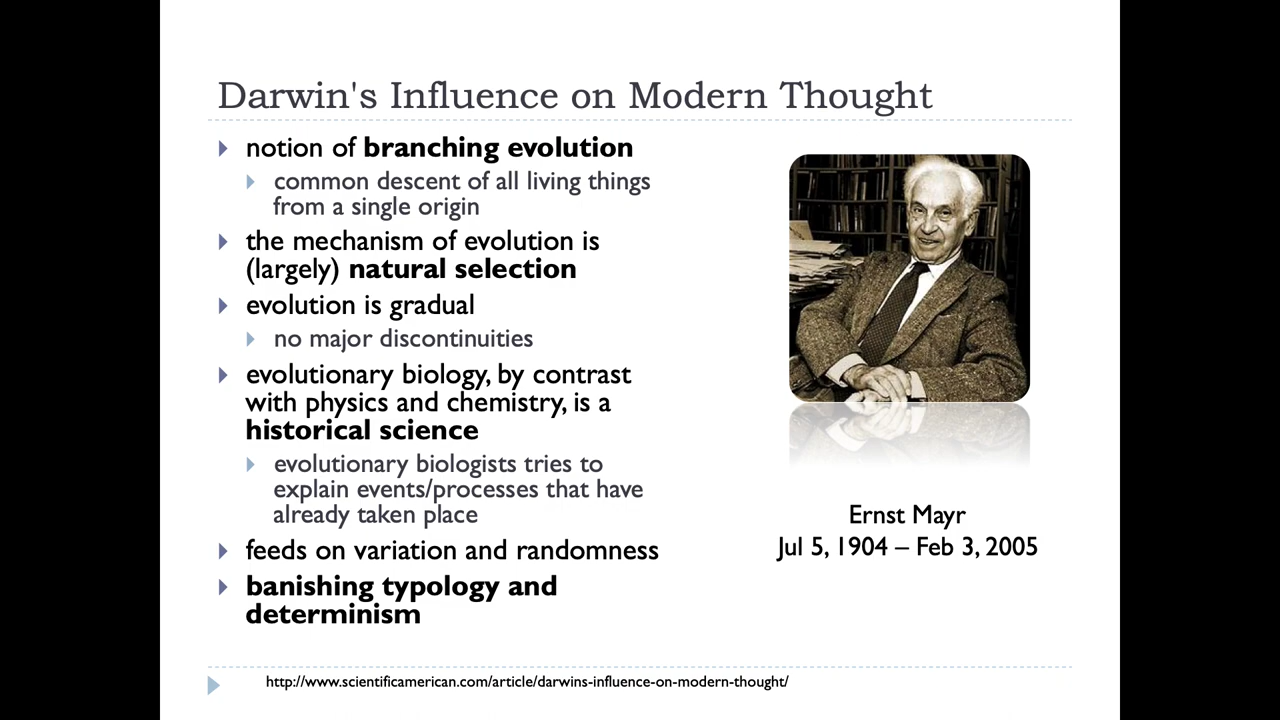 Darwin's Influence on Modern Thought
notion of branching evolution
common descent of all living things
from a single origin
the mechanism of evolution is
(largely) natural selection
evolution is gradual
no major discontinuities
evolutionary biology, by contrast
with physics and chemistry, is a
historical science
evolutionary biologists tries to
explain events/processes that have
already taken place
feeds on variation and randomness
banishing typology and
determinism
Ernst Mayr
Jul 5, 1904 – Feb 3, 2005
http://www.scientificamerican.com/article/darwins-influence-on-modern-thought/